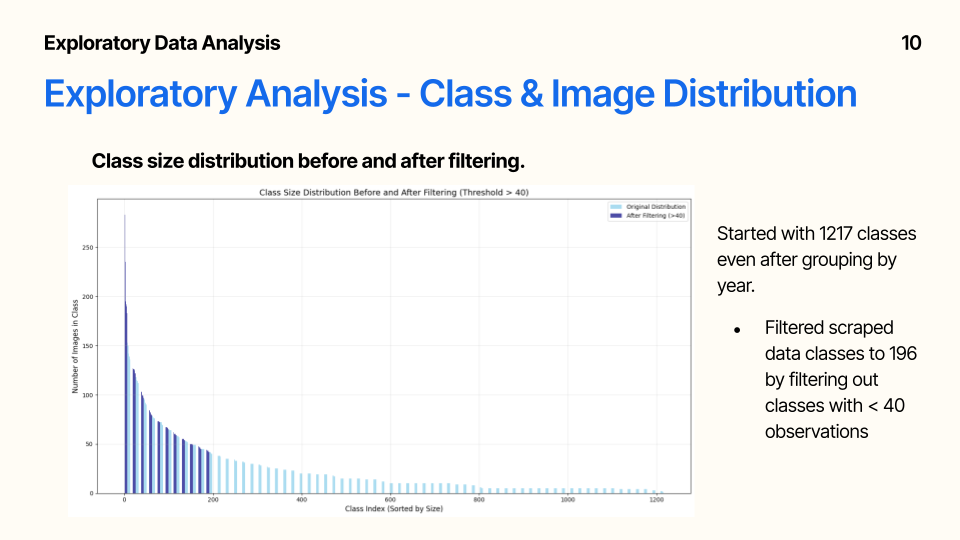 Exploratory Data Analysis
10
Exploratory Analysis - Class & Image Distribution
Class size distribution before and after filtering.
Class Size Distribution Before and After Filtering (Threshold > 40)
Original Distribution
After Filtering (>40)
Number of Images in Class
250
200
150
100
50
0
0
200
400
600
800
1000
1200
Class Index (Sorted by Size)
Started with 1217 classes
even after grouping by
year.
● Filtered scraped
data classes to 196
by filtering out
classes with < 40
observations